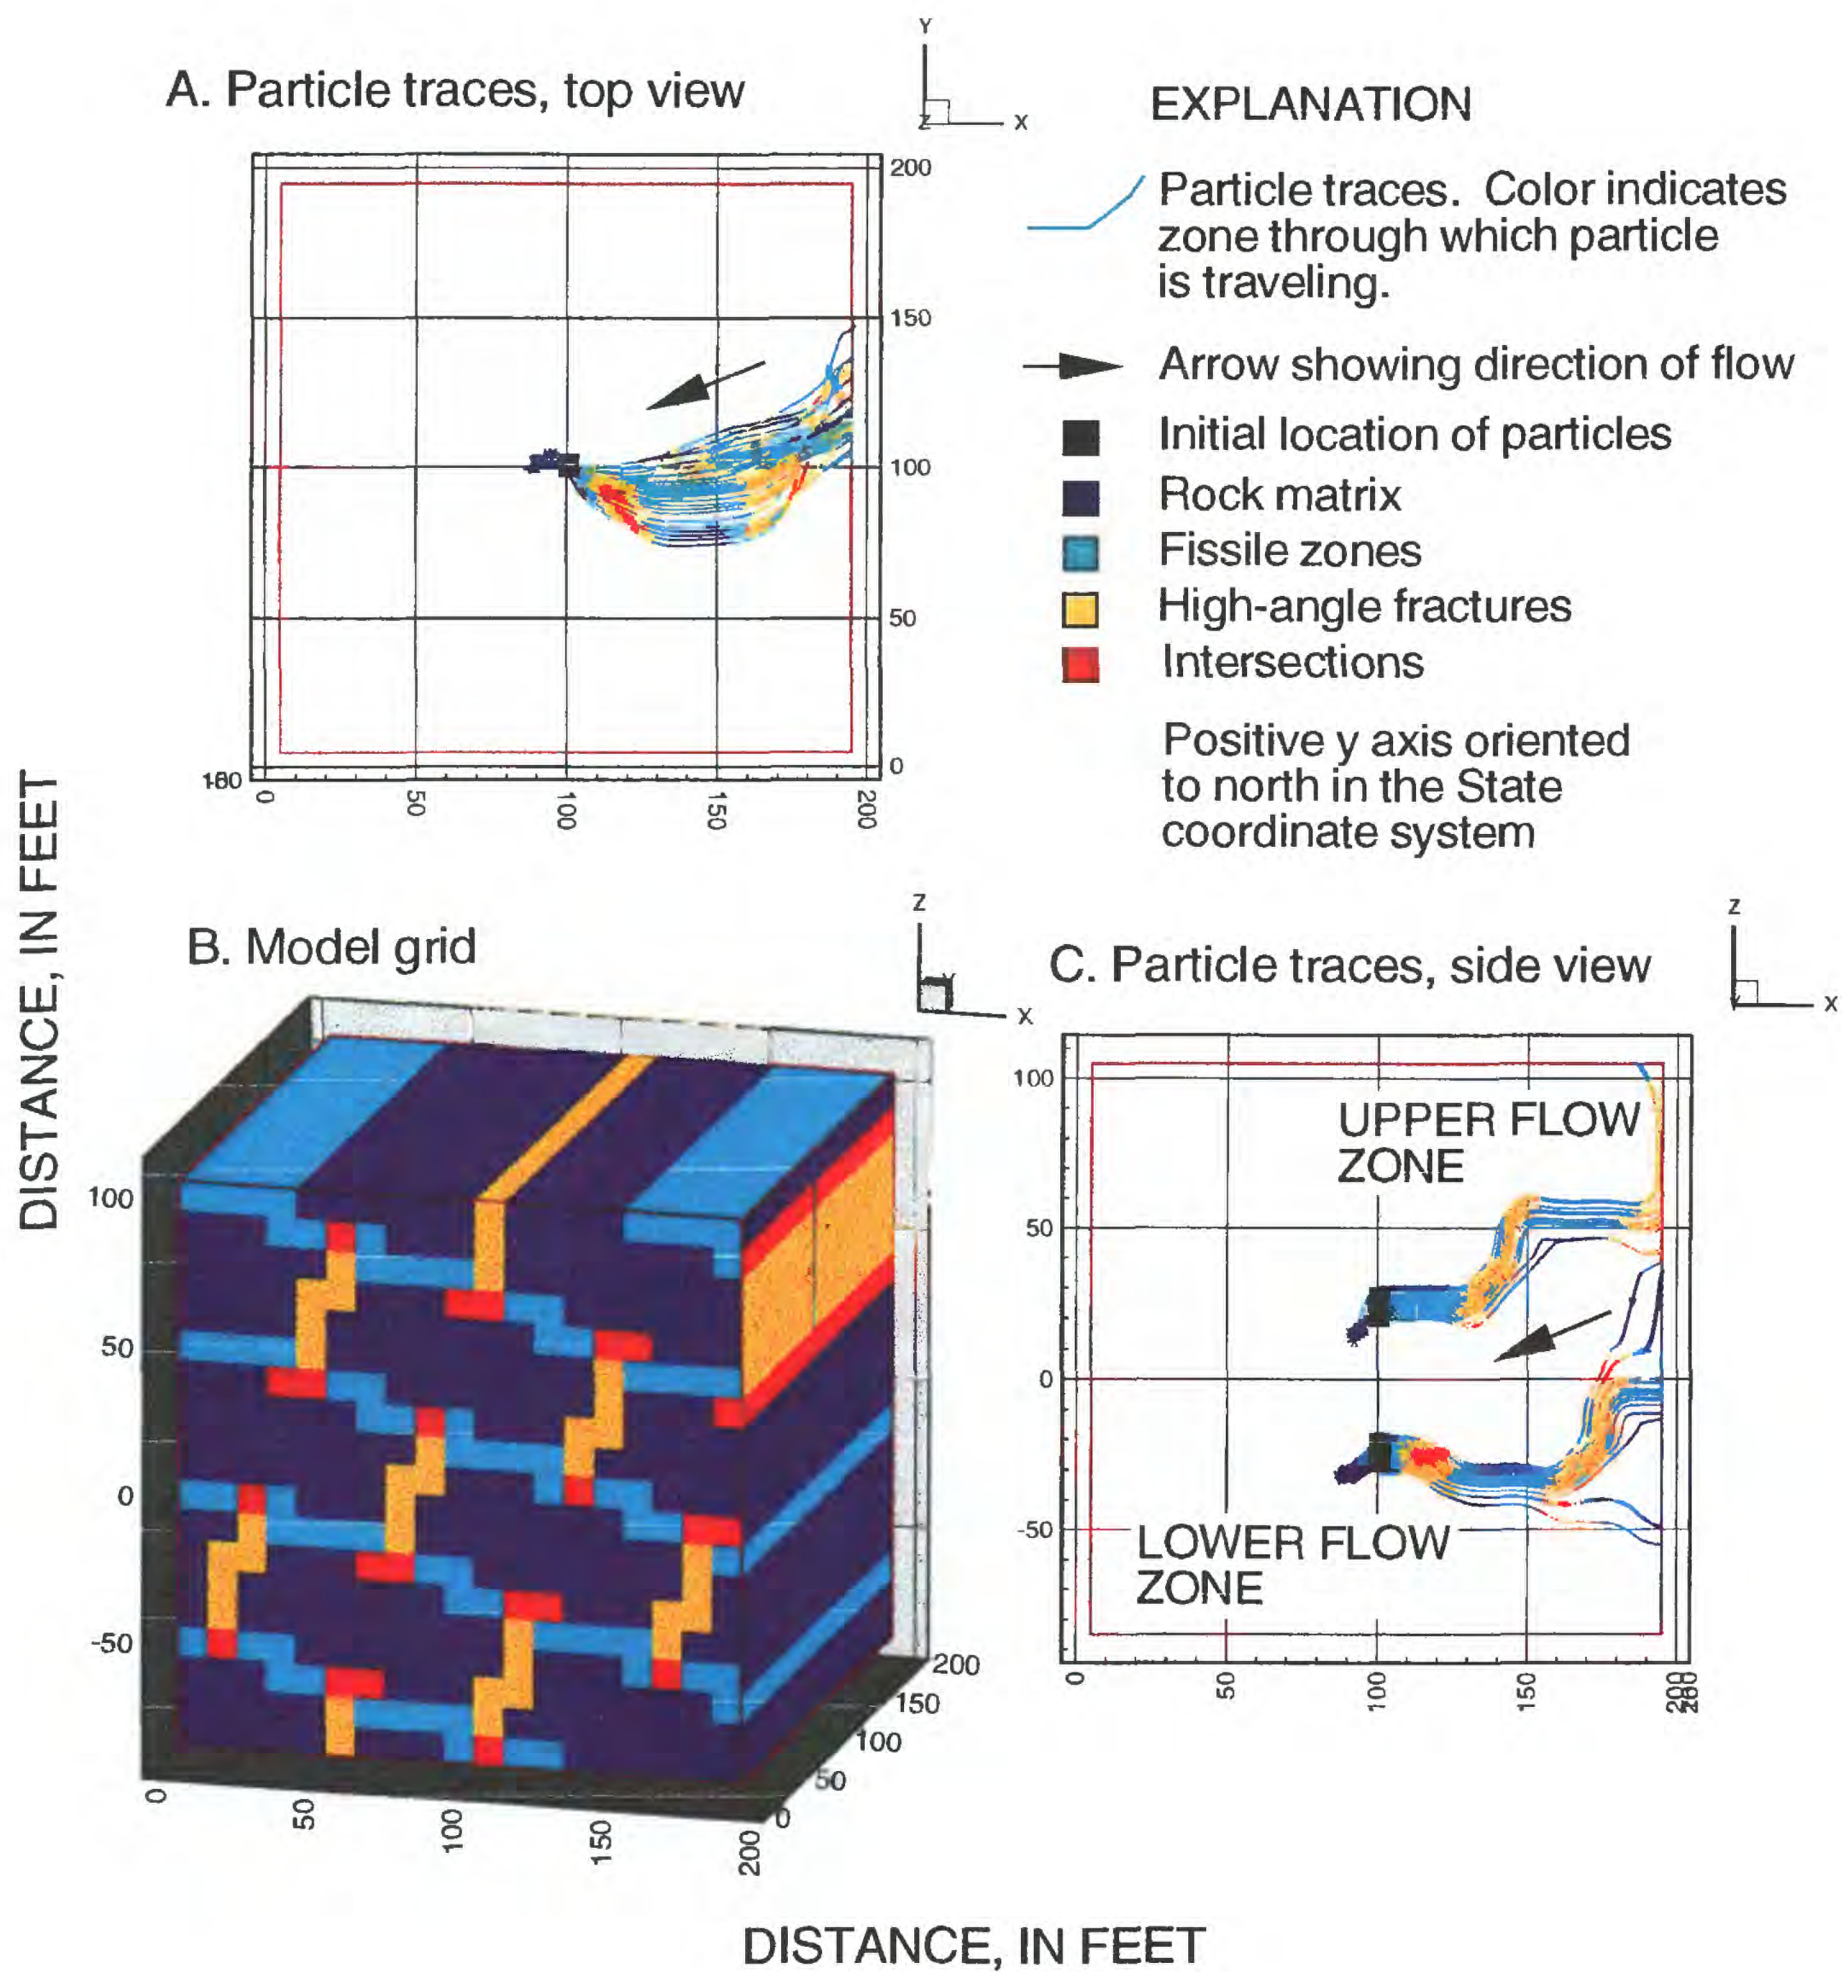 A. Particle traces, top view
Y
Z
X
200
150
100
50
0
0
50
100
150
200
EXPLANATION
Particle traces. Color indicates
zone through which particle
is traveling.
Arrow showing direction of flow
Initial location of particles
Rock matrix
Fissile zones
High-angle fractures
Intersections
Positive y axis oriented
to north in the State
coordinate system
DISTANCE, IN FEET
B. Model grid
Z
Y
X
100
50
0
-50
0
50
100
150
200
0
50
100
150
200
C. Particle traces, side view
Z
X
100
50
0
-50
UPPER FLOW
ZONE
LOWER FLOW
ZONE
0
50
100
150
200
DISTANCE, IN FEET